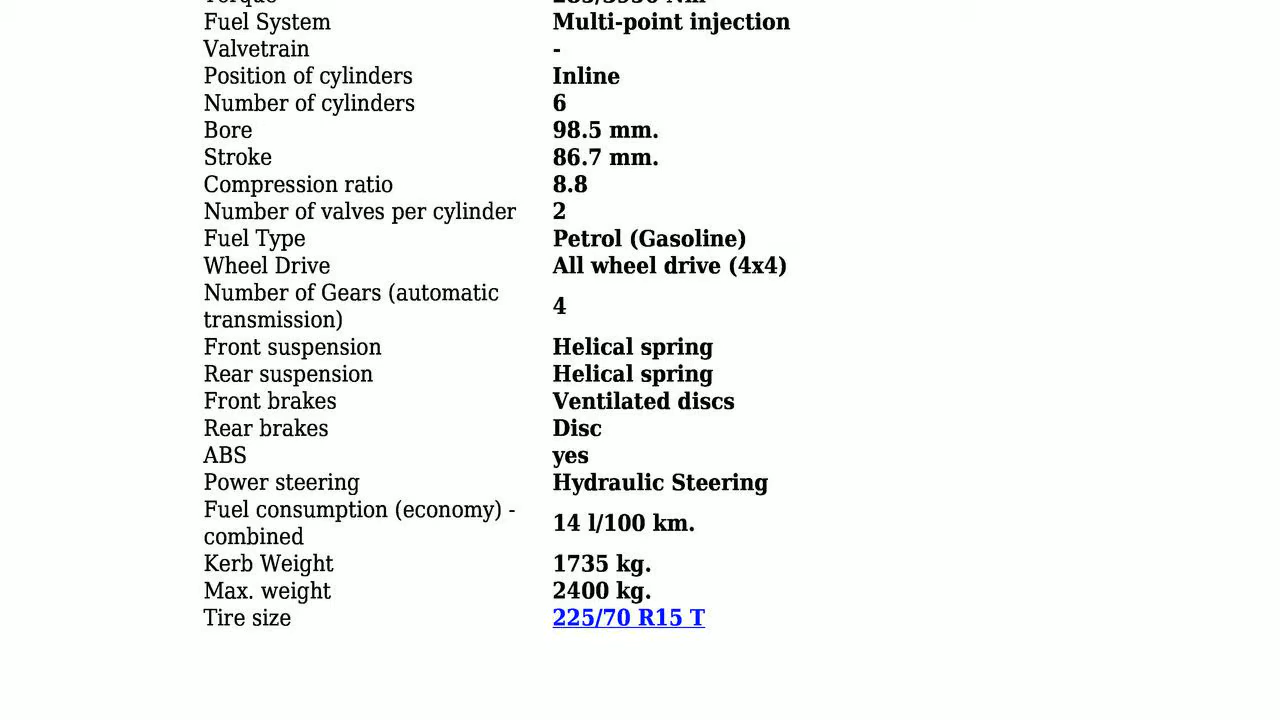 Fuel System Multi-point injection
Valvetrain -
Position of cylinders Inline
Number of cylinders 6
Bore 98.5 mm.
Stroke 86.7 mm.
Compression ratio 8.8
Number of valves per cylinder 2
Fuel Type Petrol (Gasoline)
Wheel Drive All wheel drive (4x4)
Number of Gears (automatic
transmission) 4
Front suspension Helical spring
Rear suspension Helical spring
Front brakes Ventilated discs
Rear brakes Disc
ABS yes
Power steering Hydraulic Steering
Fuel consumption (economy) -
combined 14 l/100 km.
Kerb Weight 1735 kg.
Max. weight 2400 kg.
Tire size 225/70 R15 T